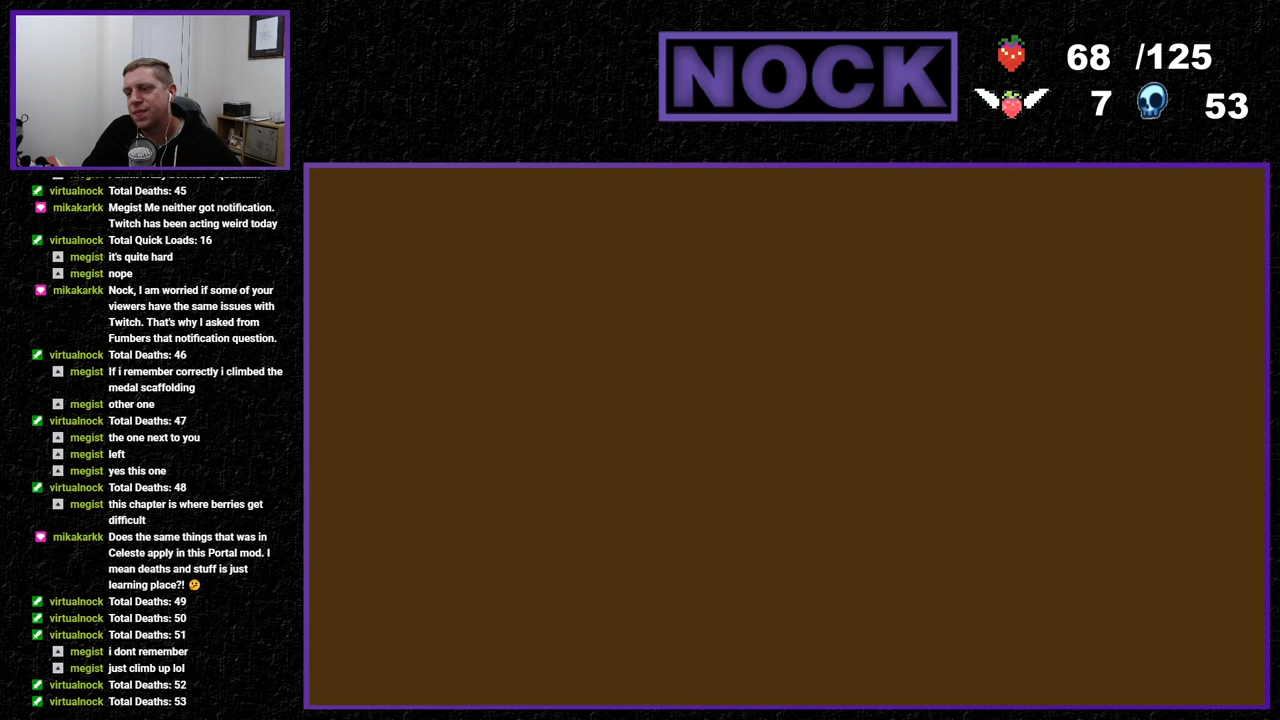 NOCK
68 /125
7 53
virtualnock Total Deaths: 45
mikakarkk Megist Me neither got notification.
Twitch has been acting weird today
virtualnock Total Quick Loads: 16
megist it's quite hard
megist nope
mikakarkk Nock, I am worried if some of your
viewers have the same issues with
Twitch. That's why I asked from
Fumbers that notification question.
virtualnock Total Deaths: 46
megist If i remember correctly i climbed the
medal scaffolding
megist other one
virtualnock Total Deaths: 47
megist the one next to you
megist left
megist yes this one
virtualnock Total Deaths: 48
megist this chapter is where berries get
difficult
mikakarkk Does the same things that was in
Celeste apply in this Portal mod. I
mean deaths and stuff is just
learning place?! 🤔
virtualnock Total Deaths: 49
virtualnock Total Deaths: 50
virtualnock Total Deaths: 51
megist i dont remember
megist just climb up lol
virtualnock Total Deaths: 52
virtualnock Total Deaths: 53